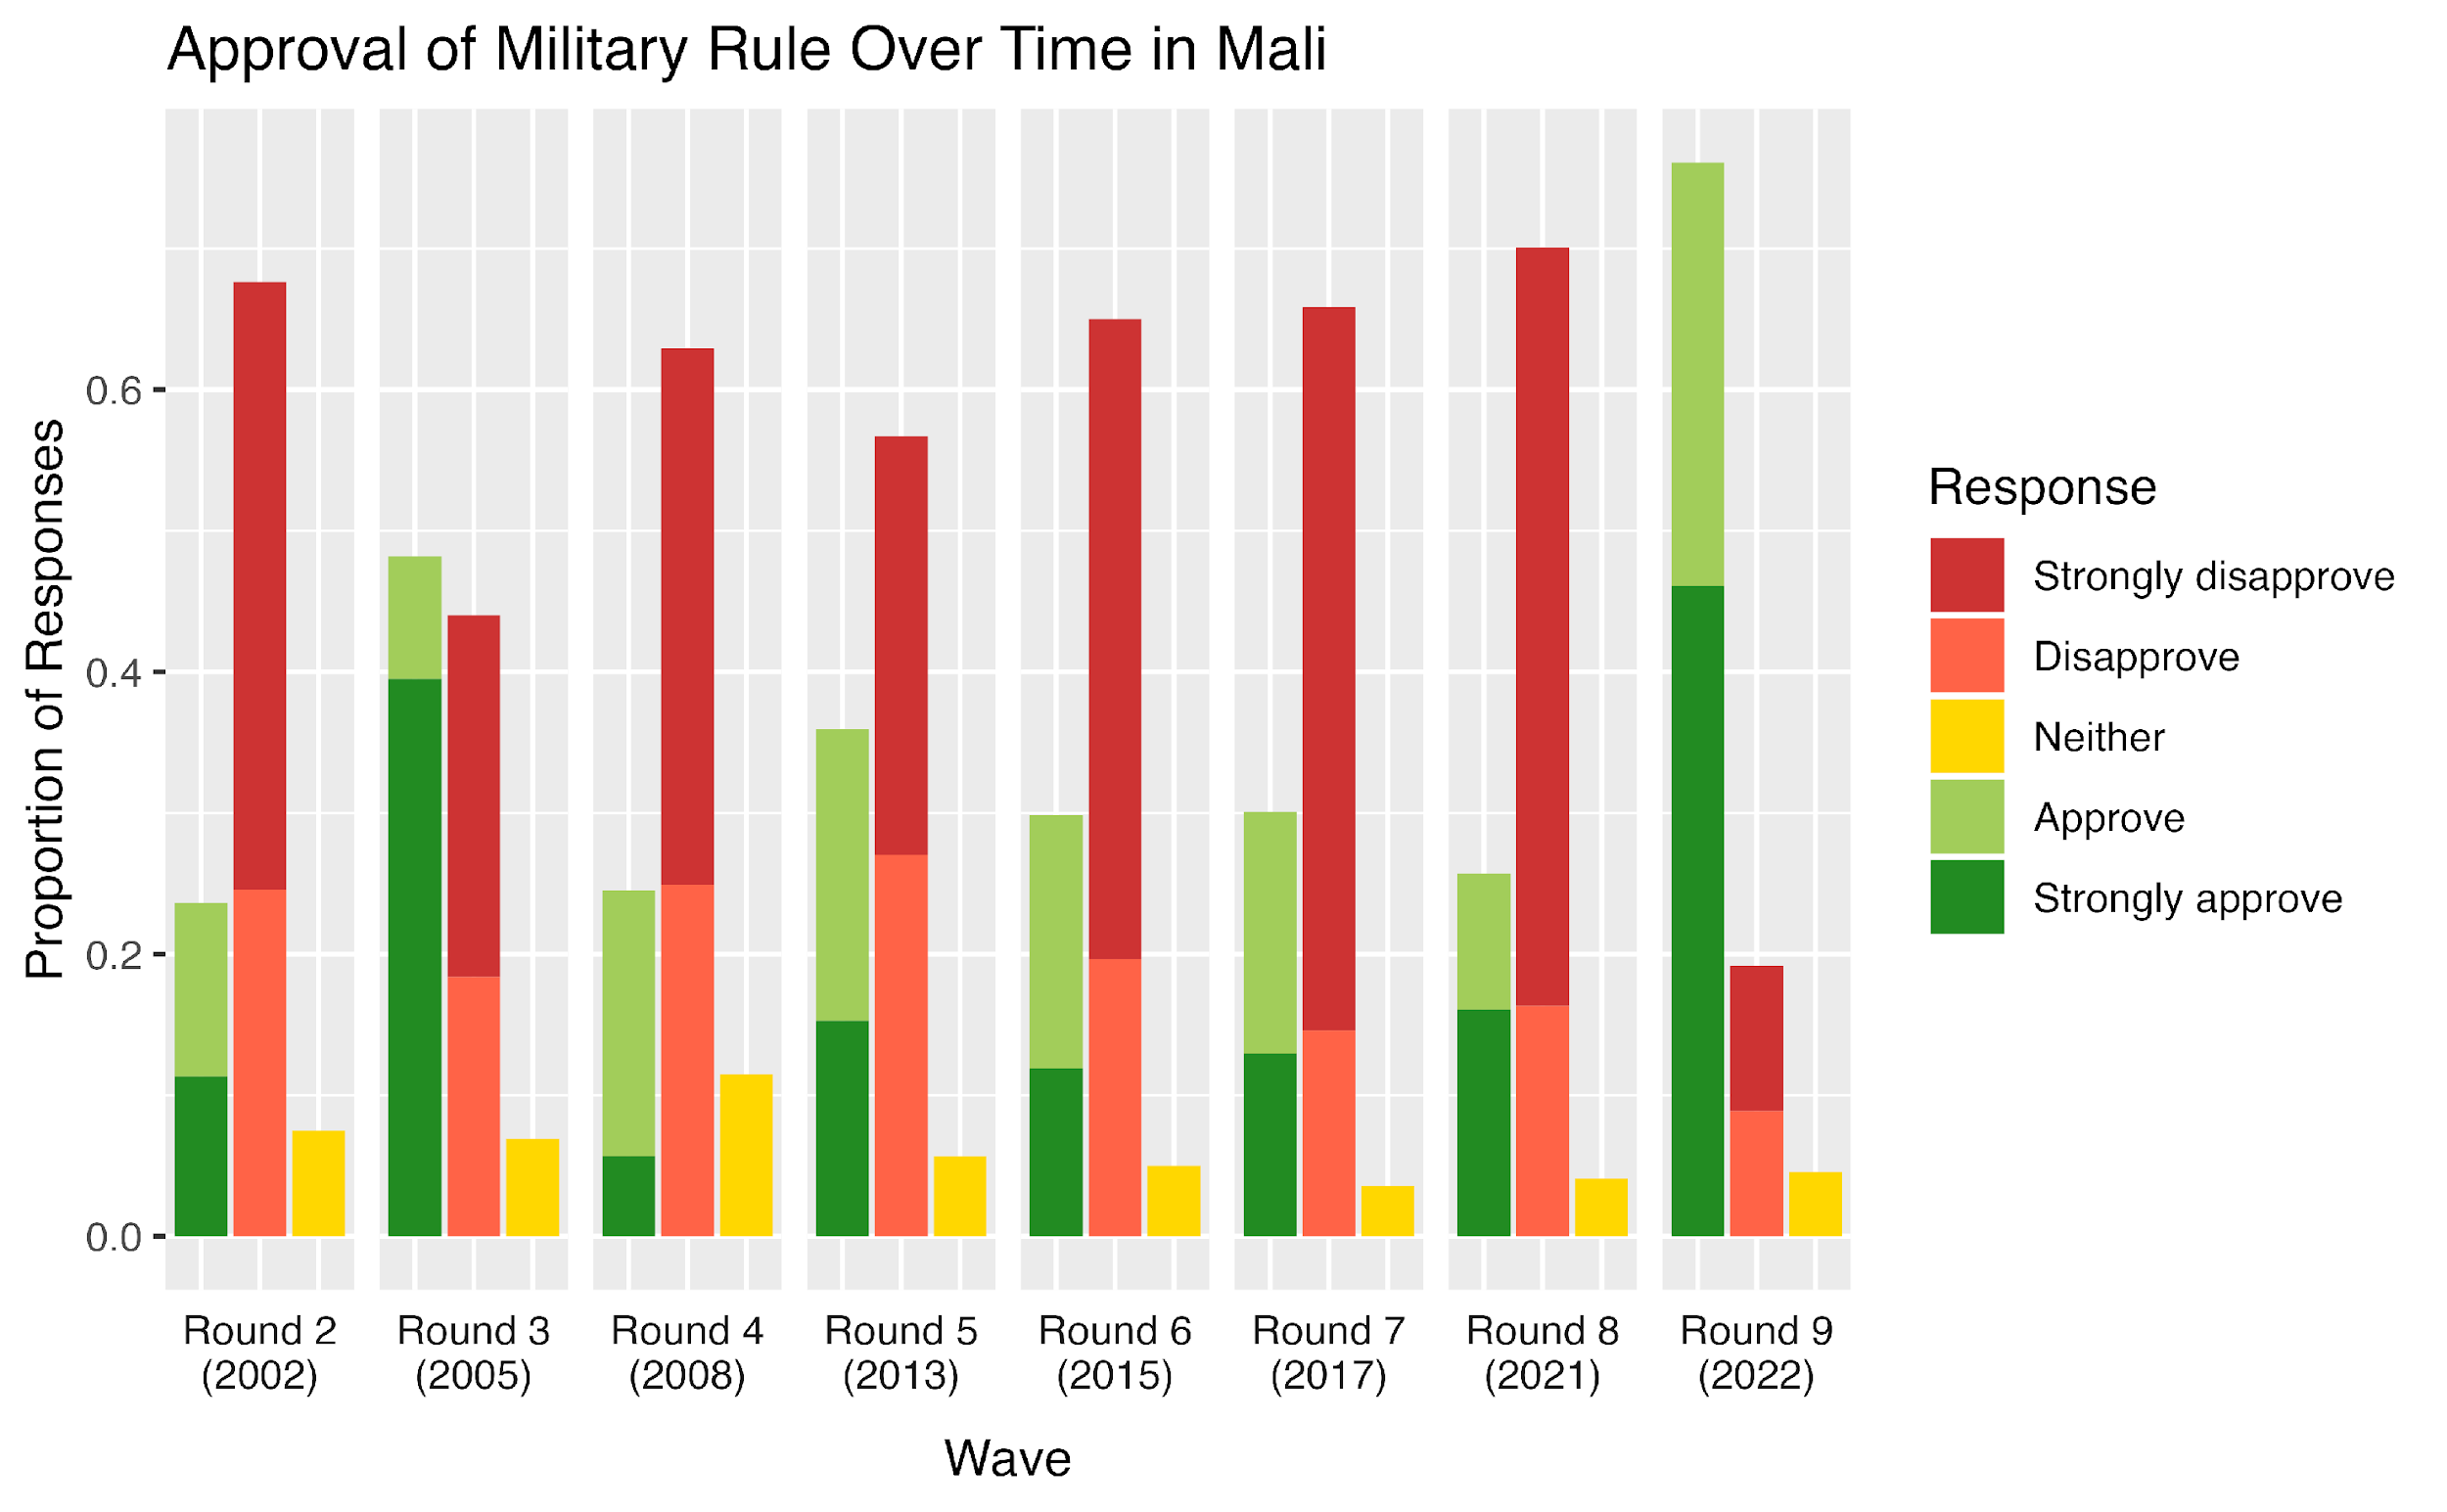 Approval of Military Rule Over Time in Mali
Proportion of Responses
0.6
0.4
0.2
0.0
Round 2
(2002)
Round 3
(2005)
Round 4
(2008)
Round 5
(2013)
Round 6
(2015)
Round 7
(2017)
Round 8
(2021)
Round 9
(2022)
Wave
Response
Strongly disapprove
Disapprove
Neither
Approve
Strongly approve